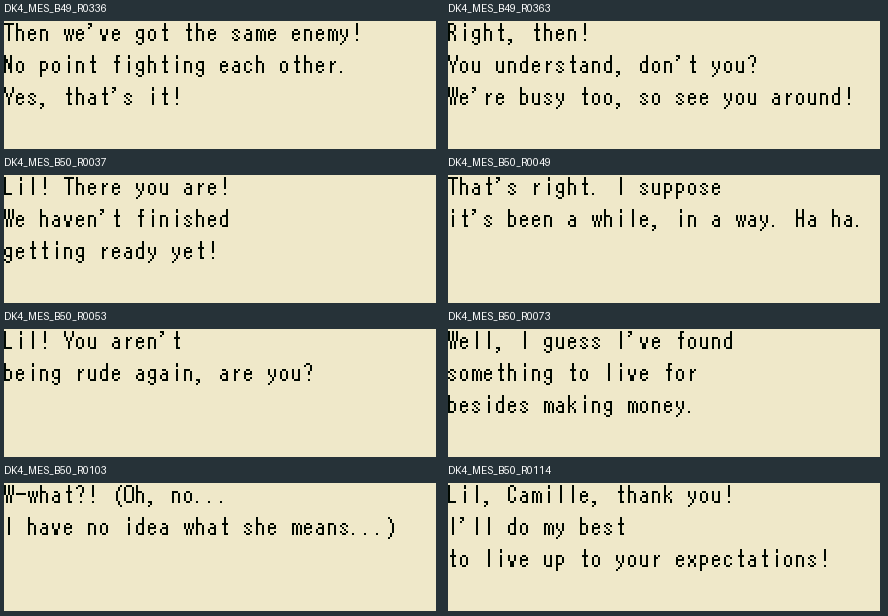 DK4_MES_B49_R0336
Then we've got the same enemy!
No point fighting each other.
Yes, that's it!
DK4_MES_B49_R0363
Right, then!
You understand, don't you?
We're busy too, so see you around!
DK4_MES_B50_R0037
Lil! There you are!
We haven't finished
getting ready yet!
DK4_MES_B50_R0049
That's right. I suppose
it's been a while, in a way. Ha ha.
DK4_MES_B50_R0053
Lil! You aren't
being rude again, are you?
DK4_MES_B50_R0073
Well, I guess I've found
something to live for
besides making money.
DK4_MES_B50_R0103
W-what?! (Oh, no...
I have no idea what she means...)
DK4_MES_B50_R0114
Lil, Camille, thank you!
I'll do my best
to live up to your expectations!